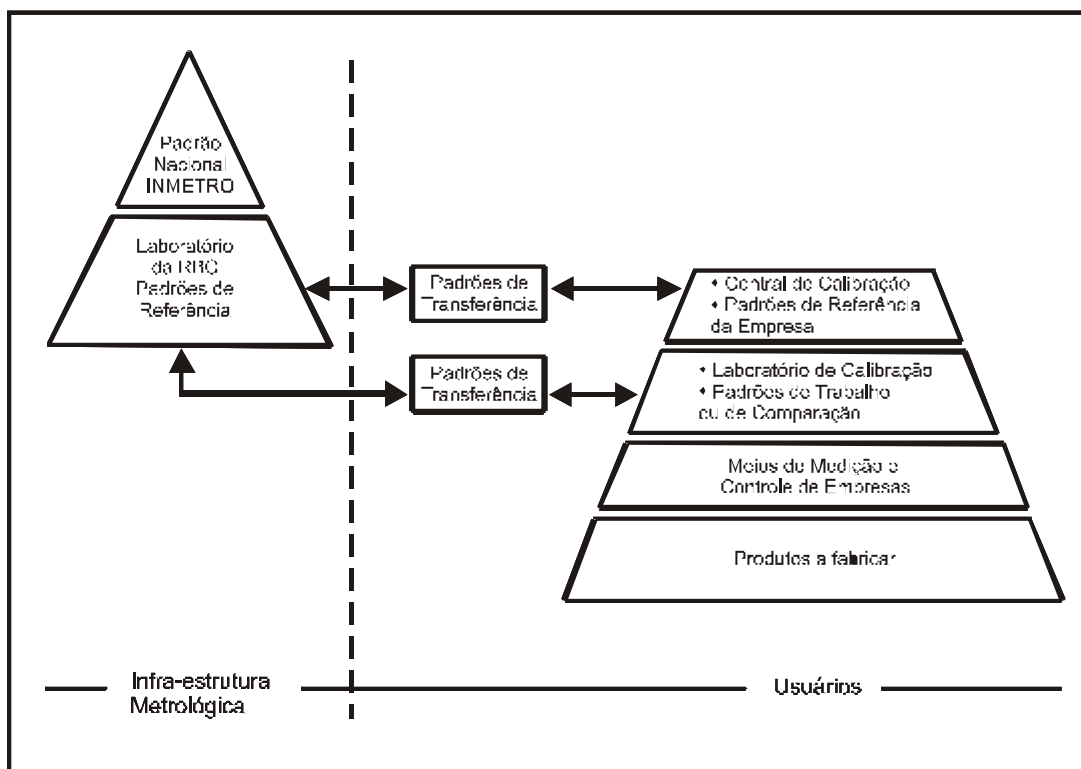 Padrão
Nacional
INMETRO
Laboratório
da RBC
Padrões de
Referência
Padrões de
Transferência
• Central de Calibração
• Padrões de Referência
da Empresa
Padrões de
Transferência
• Laboratório de Calibração
• Padrões de Trabalho
ou de Comparação
Meios de Medição e
Controle de Empresas
Produtos a fabricar
Infra-estrutura
Metrológica
Usuários